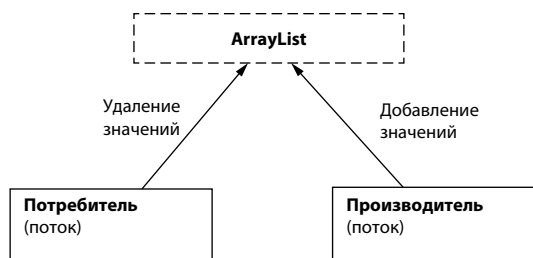 ArrayList
Удаление
значений
Добавление
значений
Потребитель
(поток)
Производитель
(поток)